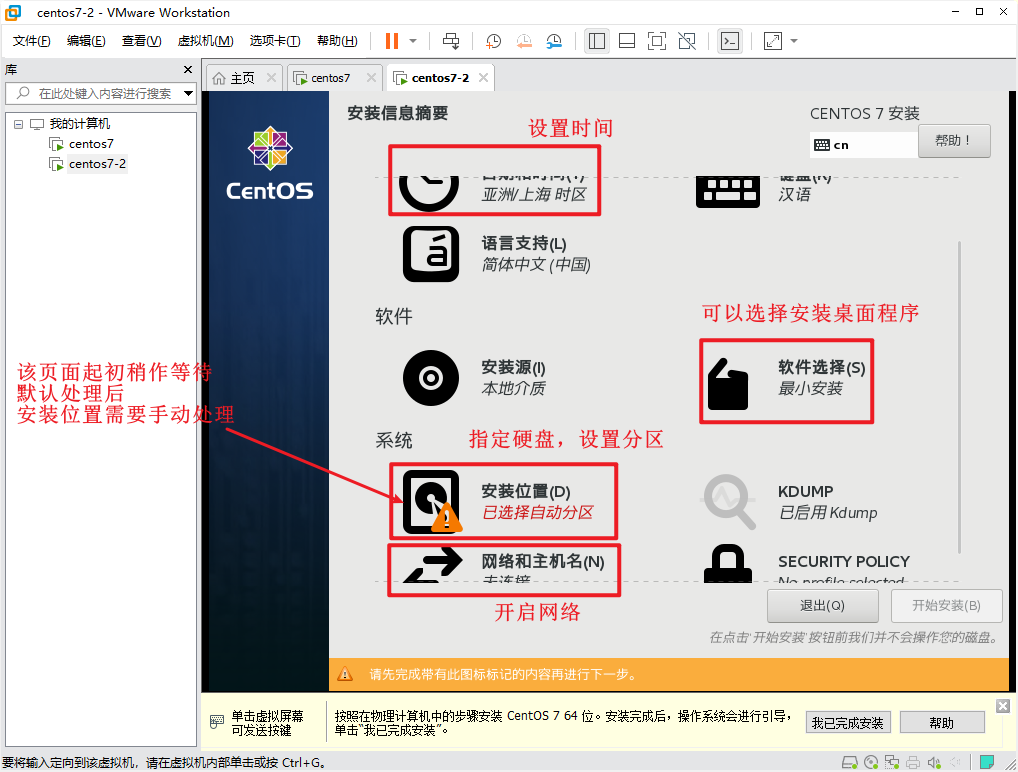 centos7-2 - VMware Workstation
文件(F) 编辑(E) 查看(V) 虚拟机(M) 选项卡(T) 帮助(H)
库
在此处键入内容进行搜索
我的计算机
centos7
centos7-2
主页
centos7
centos7-2
CentOS
安装信息摘要
CENTOS 7 安装
cn
帮助！
设置时间
日期和时间(T)
亚洲/上海 时区
键盘(K)
汉语
语言支持(L)
简体中文 (中国)
软件
可以选择安装桌面程序
安装源(I)
本地介质
软件选择(S)
最小安装
该页面起初稍作等待
默认处理后
安装位置需要手动处理
系统
指定硬盘，设置分区
安装位置(D)
已选择自动分区
KDUMP
已启用 Kdump
网络和主机名(N)
未连接
SECURITY POLICY
No profile selected
开启网络
退出(Q)
开始安装(B)
在点击'开始安装'按钮前我们并不会操作您的磁盘。
请先完成带有此图标标记的内容再进行下一步。
单击虚拟屏幕
可发送按键
按照在物理计算机中的步骤安装 CentOS 7 64 位。安装完成后，操作系统会进行引导，
单击"我已完成安装"。
我已完成安装
帮助
要将输入定向到该虚拟机，请在虚拟机内部单击或按 Ctrl+G。